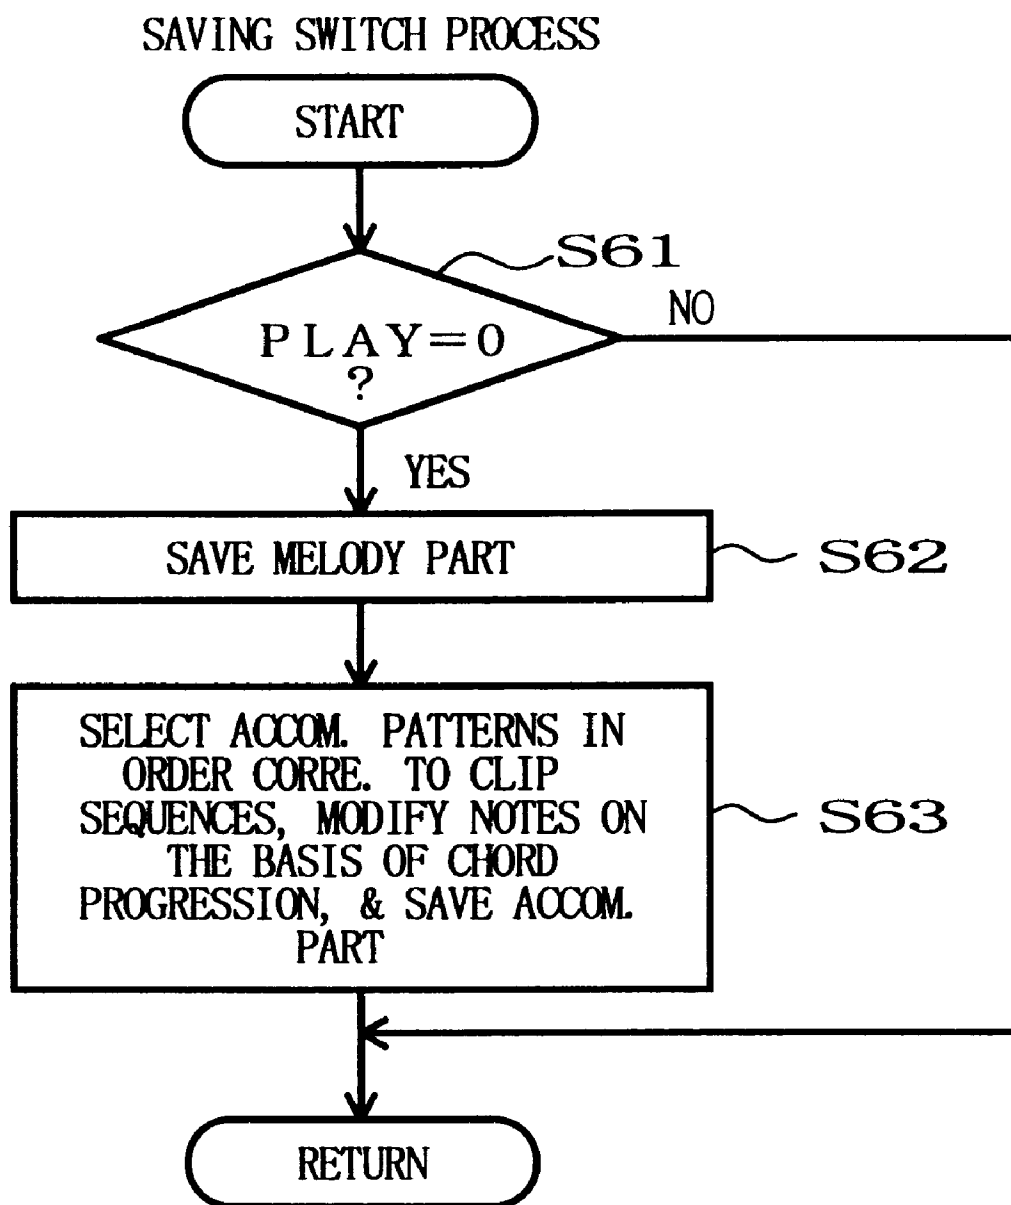 SAVING SWITCH PROCESS
START
S61
PLAY=0
?
NO
YES
SAVE MELODY PART
S62
SELECT ACCOM. PATTERNS IN
ORDER CORRE. TO CLIP
SEQUENCES, MODIFY NOTES ON
THE BASIS OF CHORD
PROGRESSION, & SAVE ACCOM.
PART
S63
RETURN